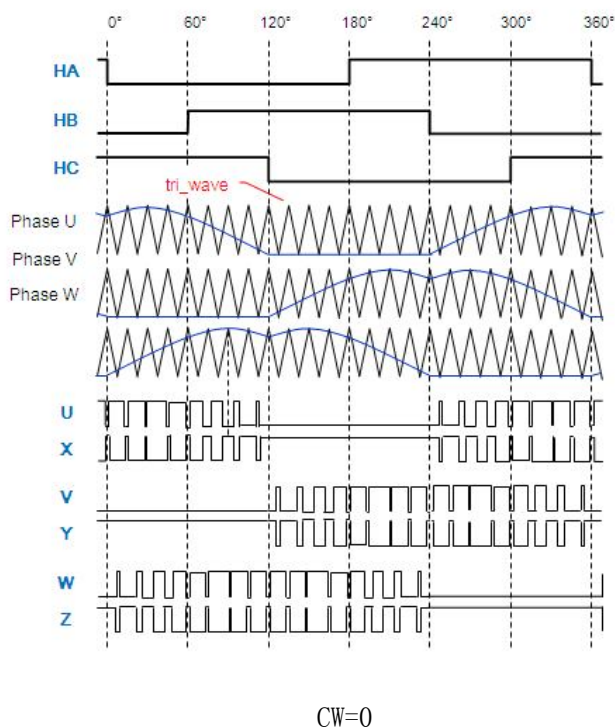 0° 60° 120° 180° 240° 300° 360°
HA
HB
HC
tri_wave
Phase U
Phase V
Phase W
U
X
V
Y
W
Z
CW=0